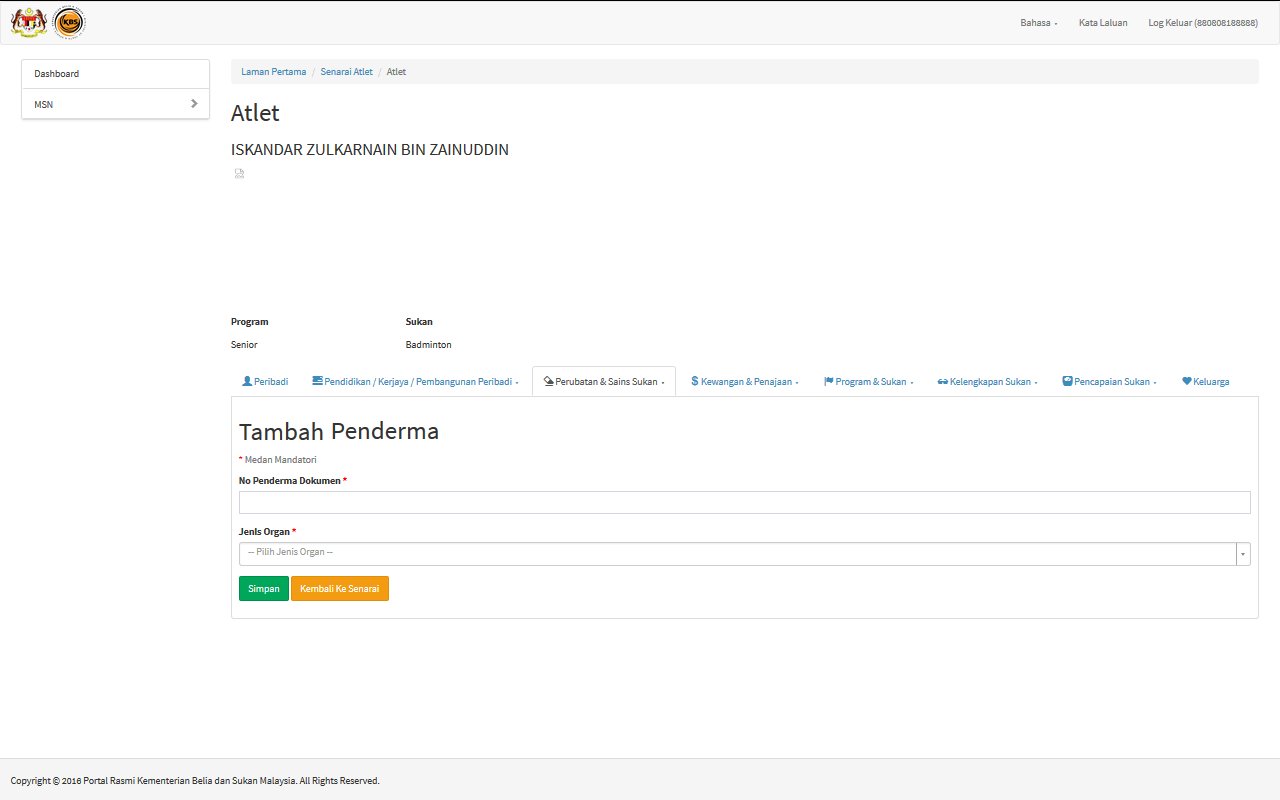 KBS
Bahasa
Kata Laluan
Log Keluar (880808188888)
Dashboard
MSN
Laman Pertama / Senarai Atlet / Atlet
Atlet
ISKANDAR ZULKARNAIN BIN ZAINUDDIN
Program
Sukan
Senior
Badminton
Peribadi
Pendidikan / Kerjaya / Pembangunan Peribadi
Perubatan & Sains Sukan
$ Kewangan & Penajaan
Program & Sukan
Kelengkapan Sukan
Pencapaian Sukan
Keluarga
Tambah Penderma
* Medan Mandatori
No Penderma Dokumen *
Jenis Organ *
-- Pilih Jenis Organ --
Simpan
Kembali Ke Senarai
Copyright © 2016 Portal Rasmi Kementerian Belia dan Sukan Malaysia. All Rights Reserved.